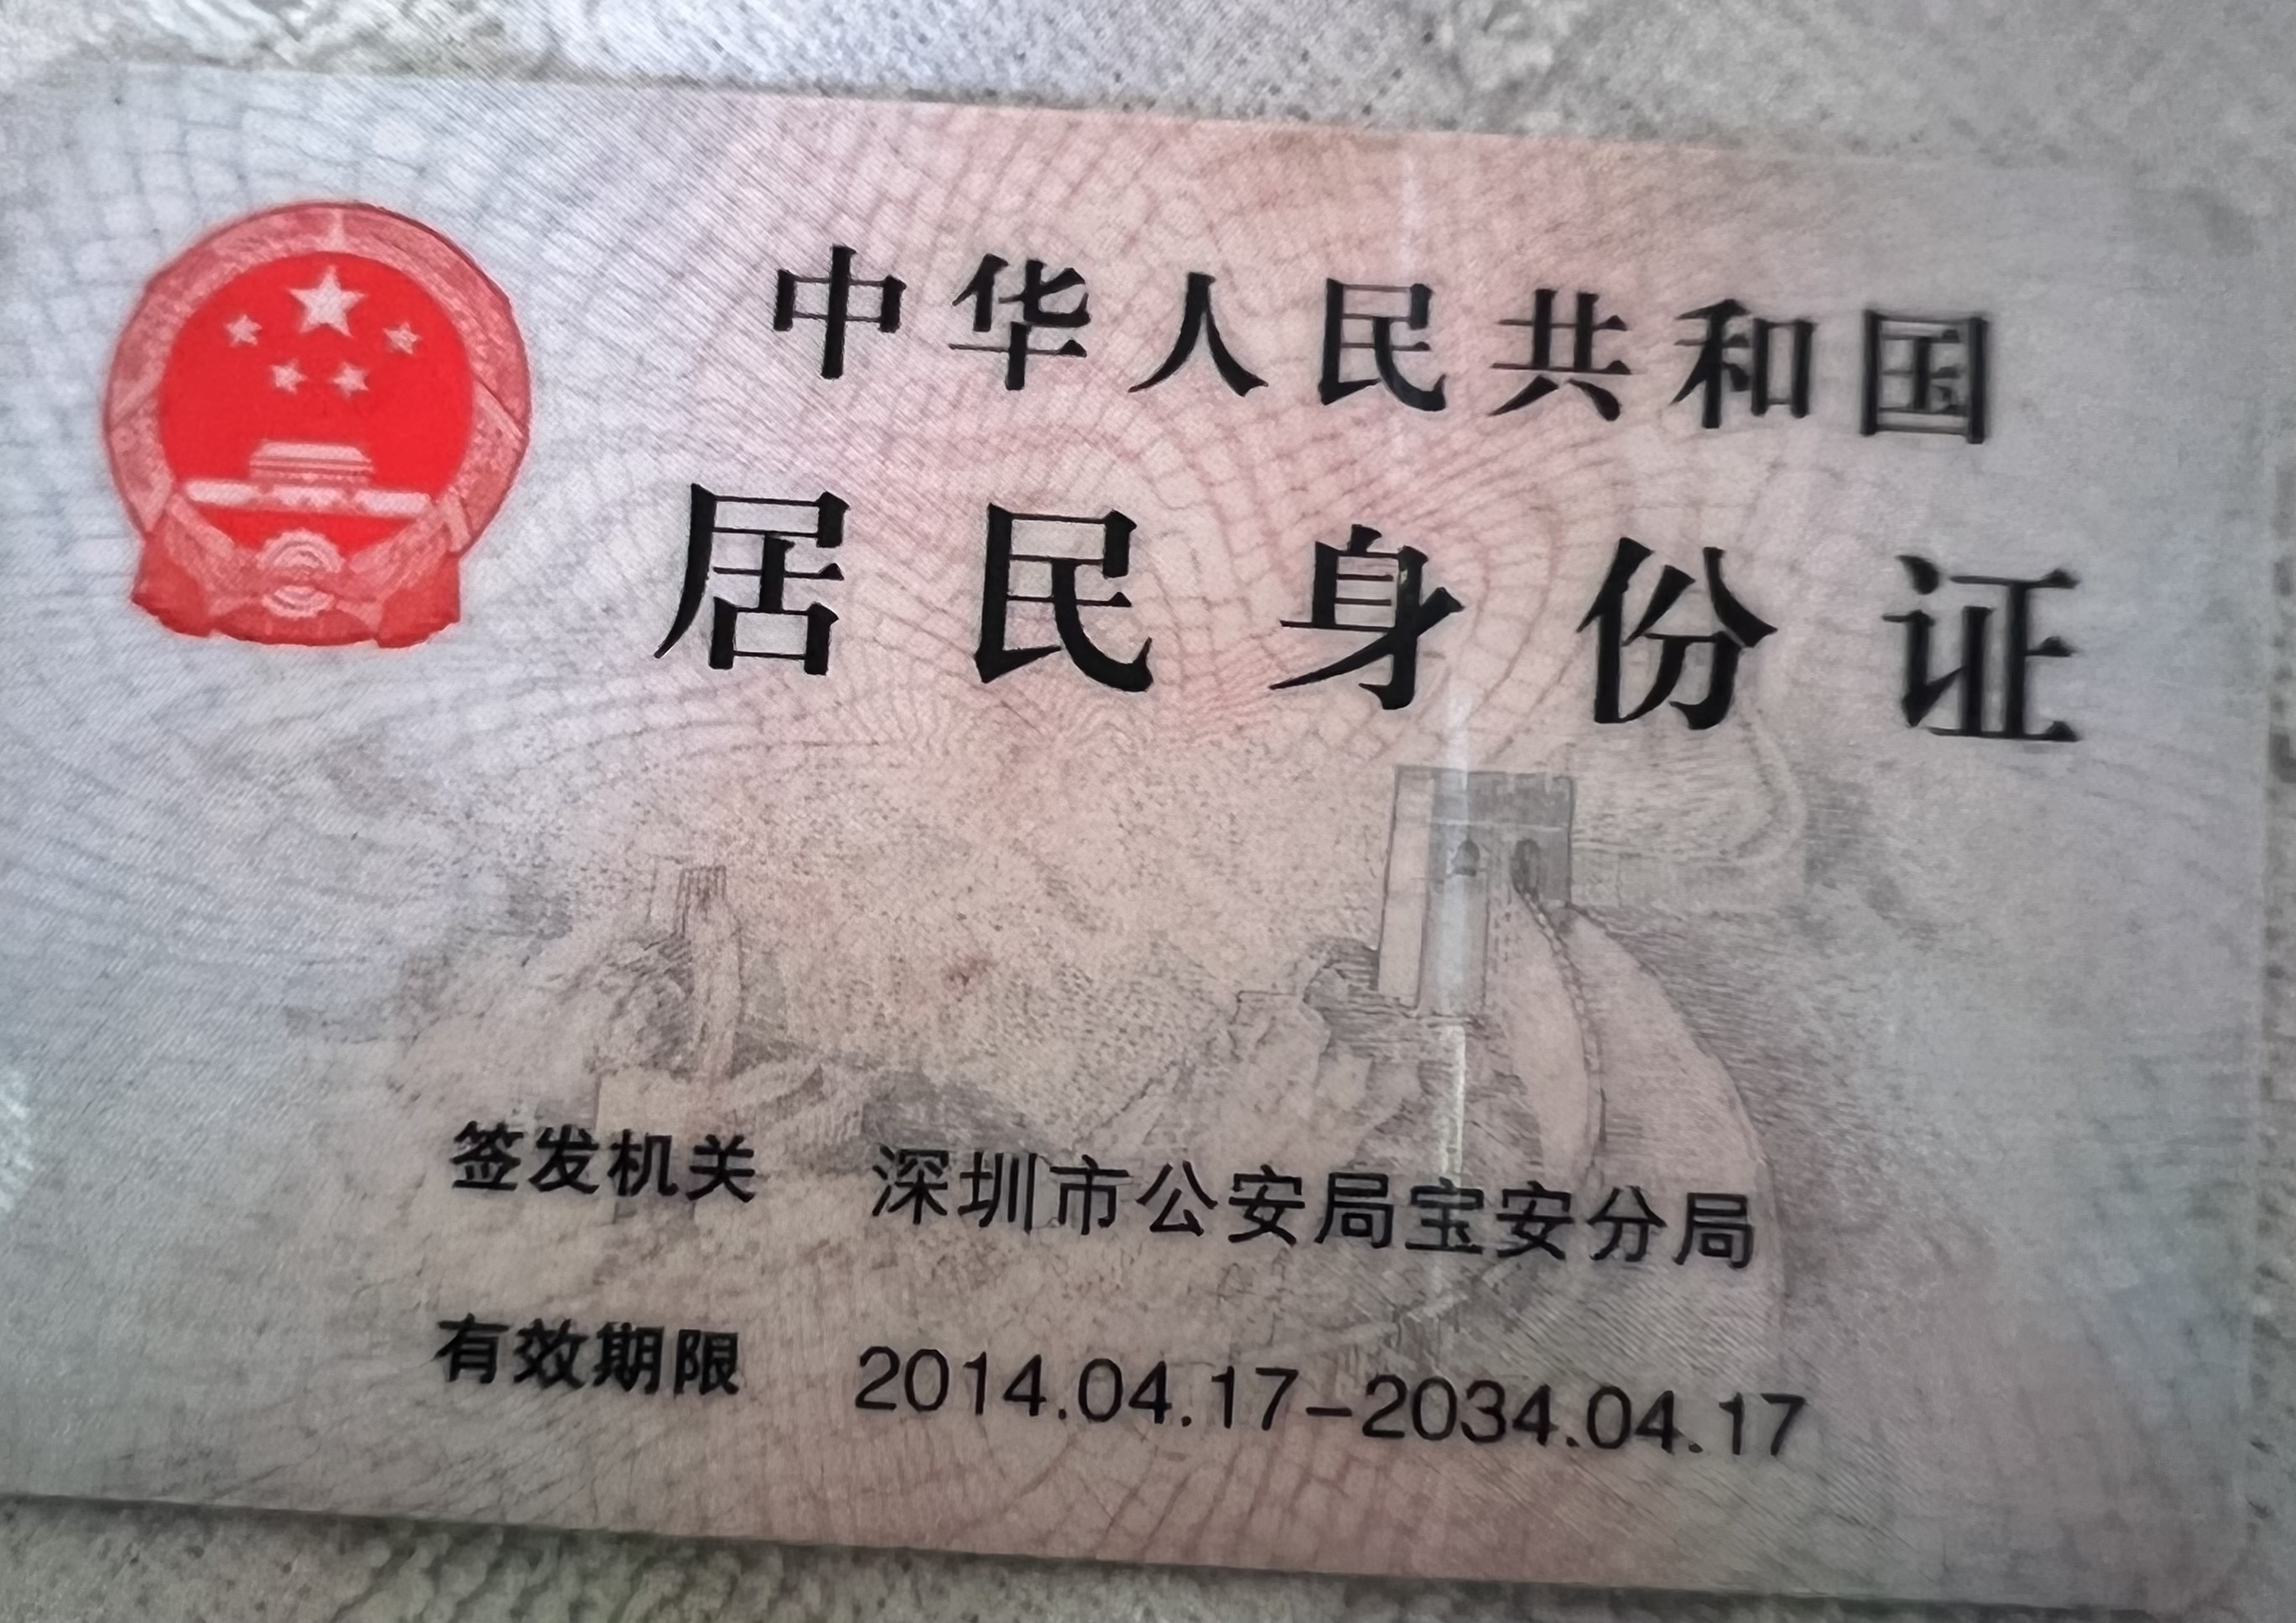 中华人民共和国
居民身份证
签发机关 深圳市公安局宝安分局
有效期限 2014.04.17-2034.04.17